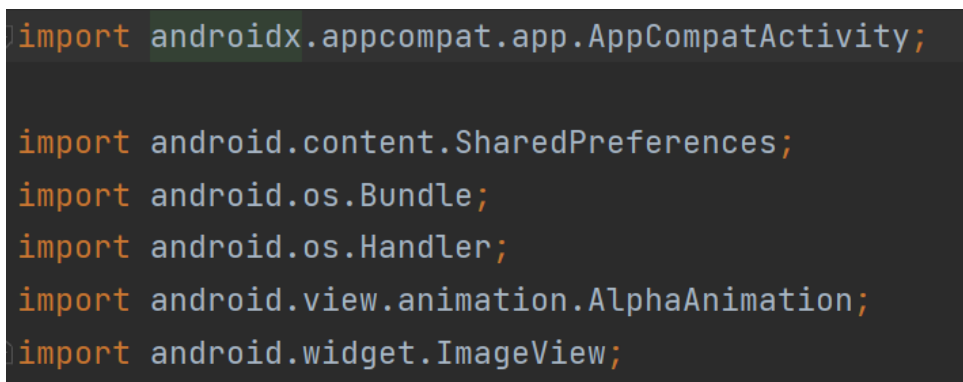 import androidx.appcompat.app.AppCompatActivity;
import android.content.SharedPreferences;
import android.os.Bundle;
import android.os.Handler;
import android.view.animation.AlphaAnimation;
import android.widget.ImageView;